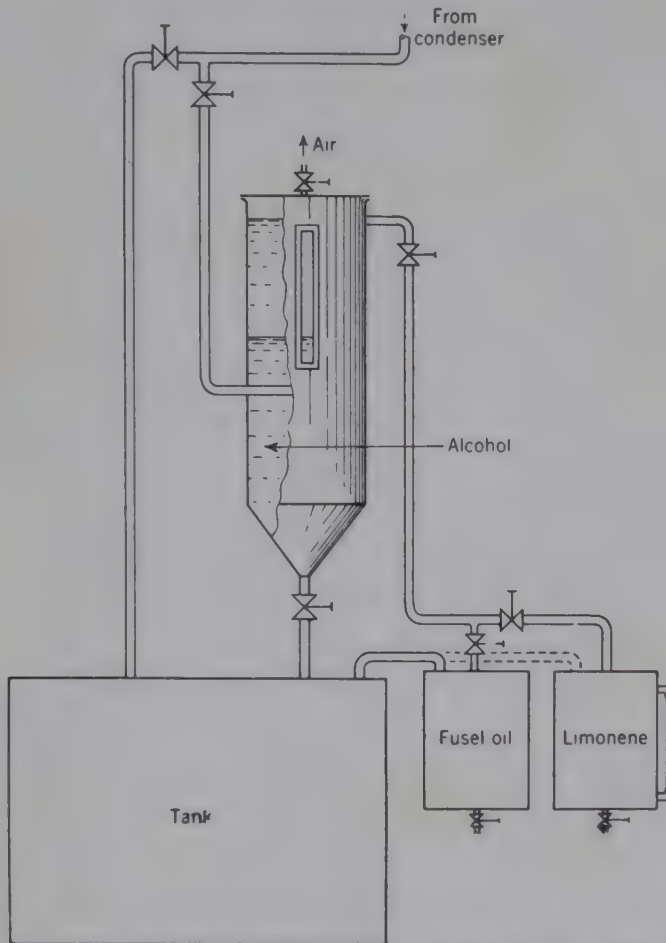 From
condenser
Air
Alcohol
Fusel oil
Limonene
Tank